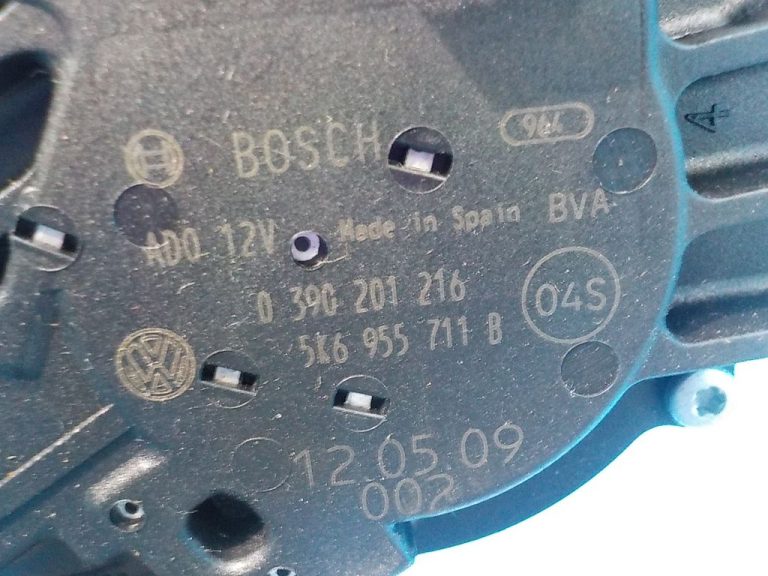 BOSCH
964
ADQ 12V Made in Spain BVA
0 390 201 216
04S
5K6 955 711 B
12.05.09
002
A